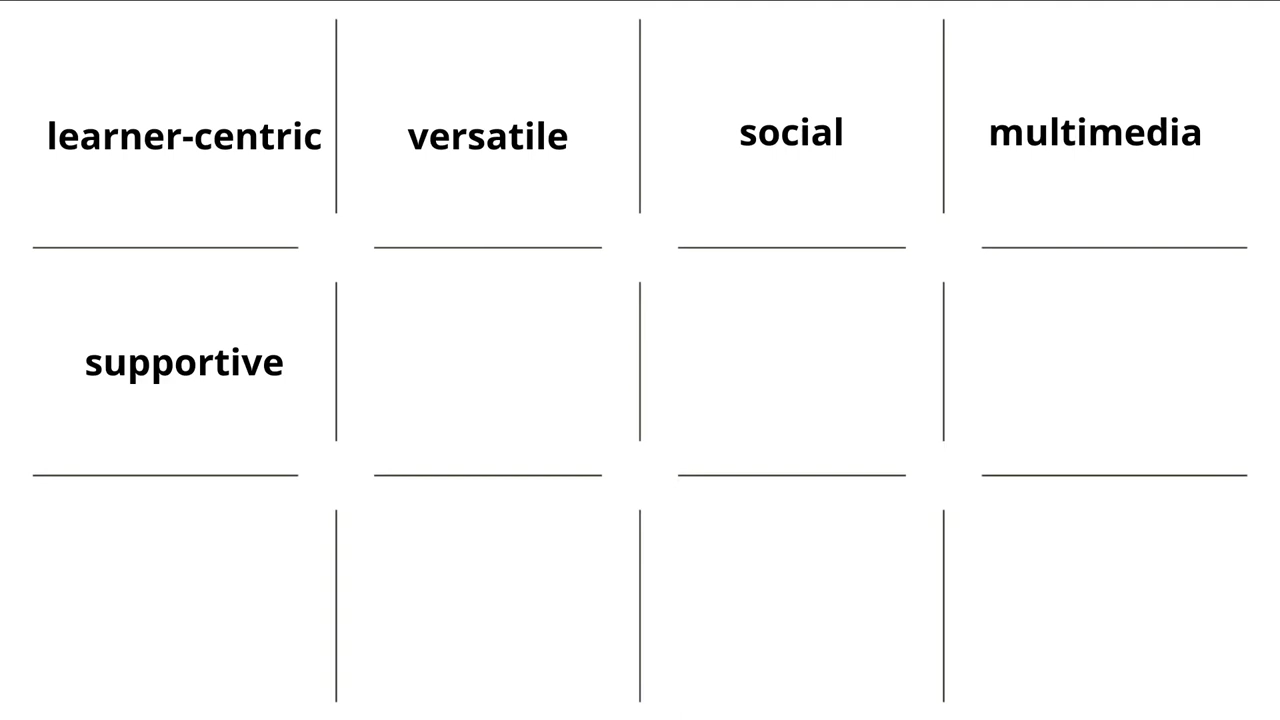 learner-centric
versatile
social
multimedia
supportive